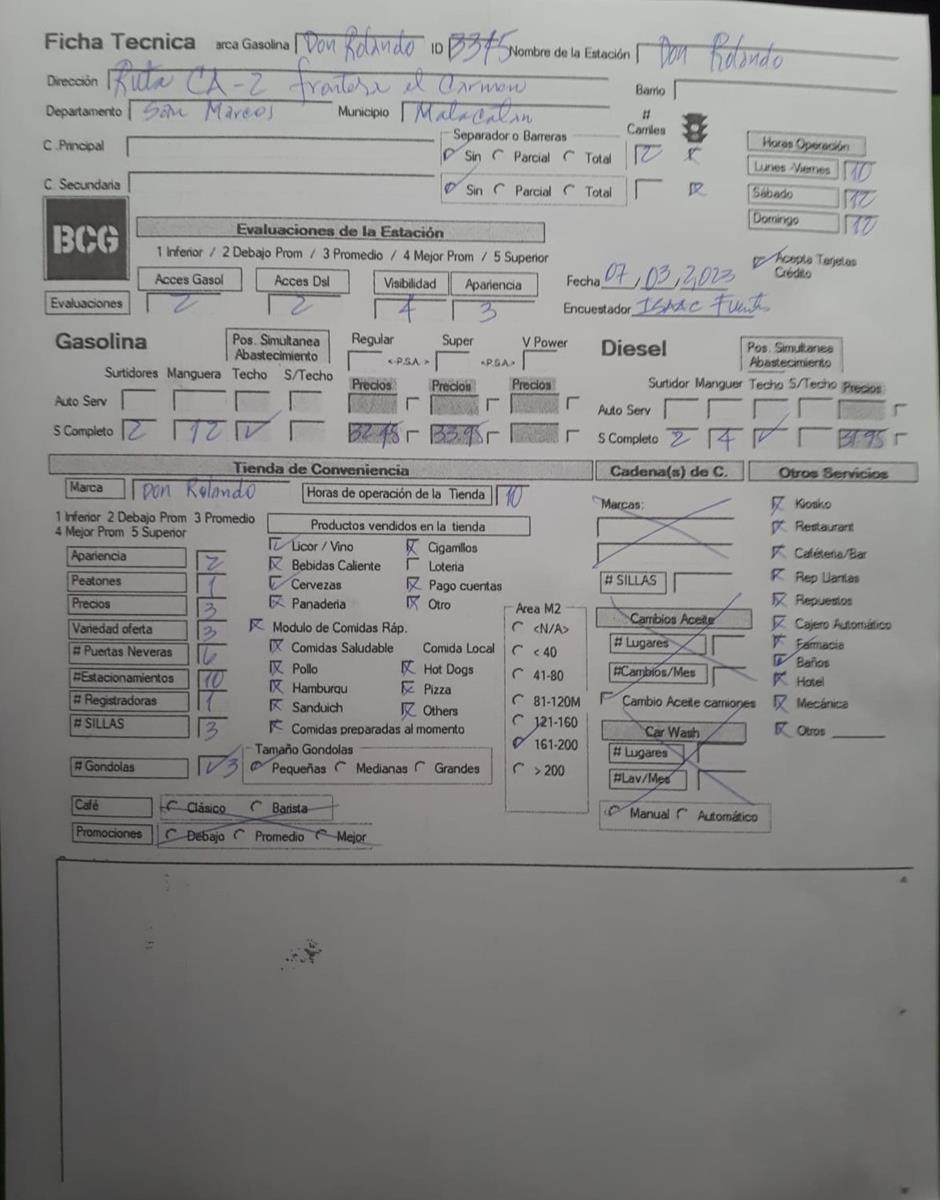 Ficha Tecnica arca Gasolina Don Rolando ID 3375 Nombre de la Estación Don Rolando
Dirección Ruta CA-2 frontera el Carmen Barrio
Departamento San Marcos Municipio Malacatan # Carriles
C .Principal Separador o Barreras Sin Parcial Total 2 Horas Operación
Lunes -Viernes 10
C. Secundaria Sin Parcial Total Sábado 12
Domingo 12
BCG Evaluaciones de la Estación
1 Inferior / 2 Debajo Prom / 3 Promedio / 4 Mejor Prom / 5 Superior Acepta Tarjetas Crédito
Acces Gasol Acces Dsl Visibilidad Apariencia Fecha 07, 03, 2023
Evaluaciones 2 2 4 3 Encuestador Isaac Fuentes
Gasolina Pos. Simultanea Abastecimiento Regular Super V Power Diesel Pos. Simultanea Abastecimiento
<-P.S.A.-> <-P.S.A->
Surtidores Manguera Techo S/Techo Precios Precios Precios Surtidor Manguer Techo S/Techo Precios
Auto Serv Auto Serv
S Completo 2 12 32.45 33.95 S Completo 2 4 31.95
Tienda de Conveniencia Cadena(s) de C. Otros Servicios
Marca Don Rolando Horas de operación de la Tienda 10 Marcas: Kiosko
1 Inferior 2 Debajo Prom 3 Promedio Productos vendidos en la tienda Restaurant
4 Mejor Prom 5 Superior
Apariencia 2 Licor / Vino Cigarrillos Caféteria/Bar
Peatones 1 Bebidas Caliente Loteria # SILLAS Rep Llantas
Precios 3 Cervezas Pago cuentas Repuestos
Panaderia Otro Area M2 Cambios Aceite Cajero Automático
Variedad oferta 3 Modulo de Comidas Ráp. <N/A> # Lugares Farmacia
# Puertas Neveras 6 Comidas Saludable Comida Local < 40 Baños
#Estacionamientos 10 Pollo Hot Dogs 41-80 #Cambios/Mes Hotel
# Registradoras 1 Hamburqu Pizza 81-120M Cambio Aceite camiones Mecánica
# SILLAS 3 Sanduich Others 121-160 Car Wash Otros
Comidas preparadas al momento 161-200 # Lugares
# Gondolas 3 Tamaño Gondolas Pequeñas Medianas Grandes > 200 #Lav/Mes
Café Clásico Barista Manual Automático
Promociones Debajo Promedio Mejor